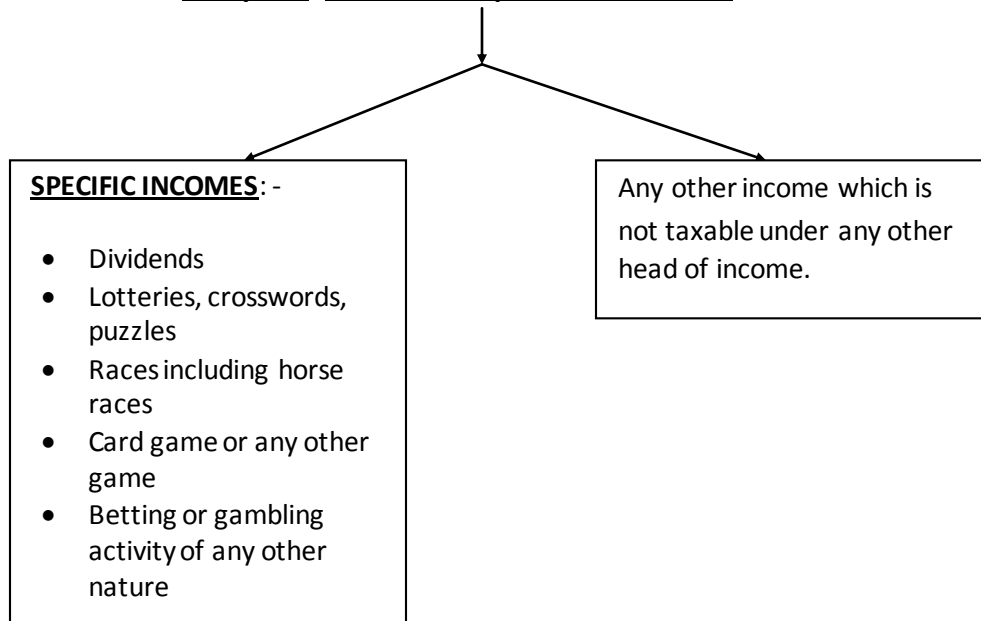 SPECIFIC INCOMES: -
• Dividends
• Lotteries, crosswords,
puzzles
• Races including horse
races
• Card game or any other
game
• Betting or gambling
activity of any other
nature
Any other income which is
not taxable under any other
head of income.